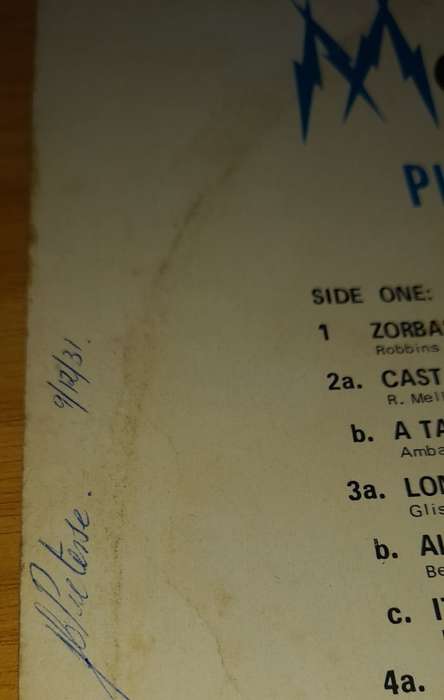 SIDE ONE:
1 ZORBA
Robbins
2a. CAST
R. Mel
b. A TA
Amba
3a. LON
Glis
b. Al
Be
c. I
4a.
9/12/31.